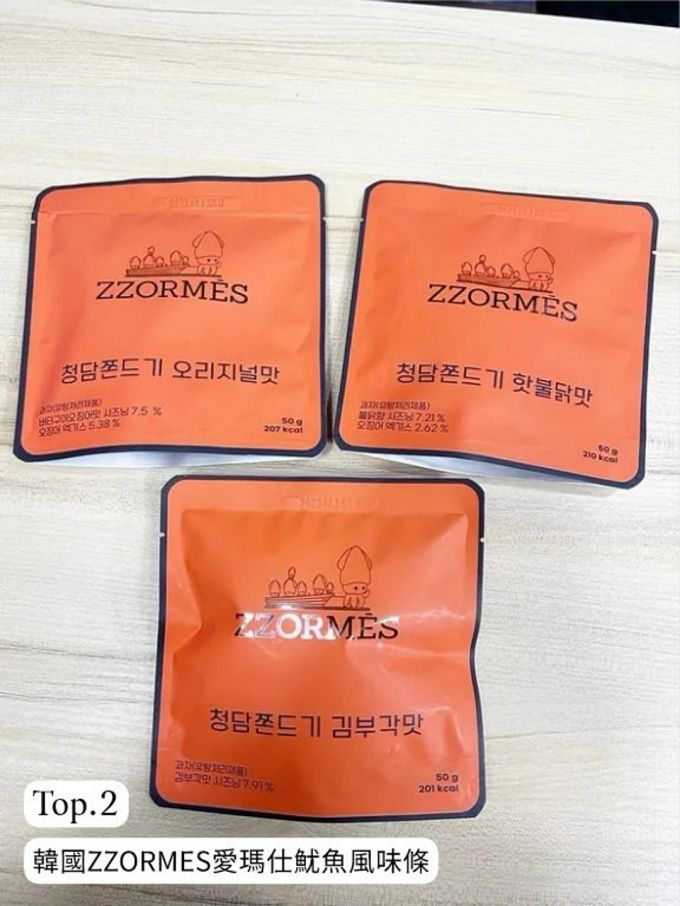 ZZORMĒS
청담쫀드기 오리지널맛
과자(유탕처리제품)
버터구이오징어맛 시즈닝 7.5 %
오징어 엑기스 5.38 %
50 g
207 kcal
ZZORMĒS
청담쫀드기 핫불닭맛
과자(유탕처리제품)
불닭향 시즈닝 7.21 %
오징어 엑기스 2.62 %
50 g
210 kcal
ZZORMĒS
청담쫀드기 김부각맛
과자(유탕처리제품)
김부각맛 시즈닝 7.91 %
50 g
201 kcal
Top.2
韓國ZZORMES愛瑪仕魷魚風味條